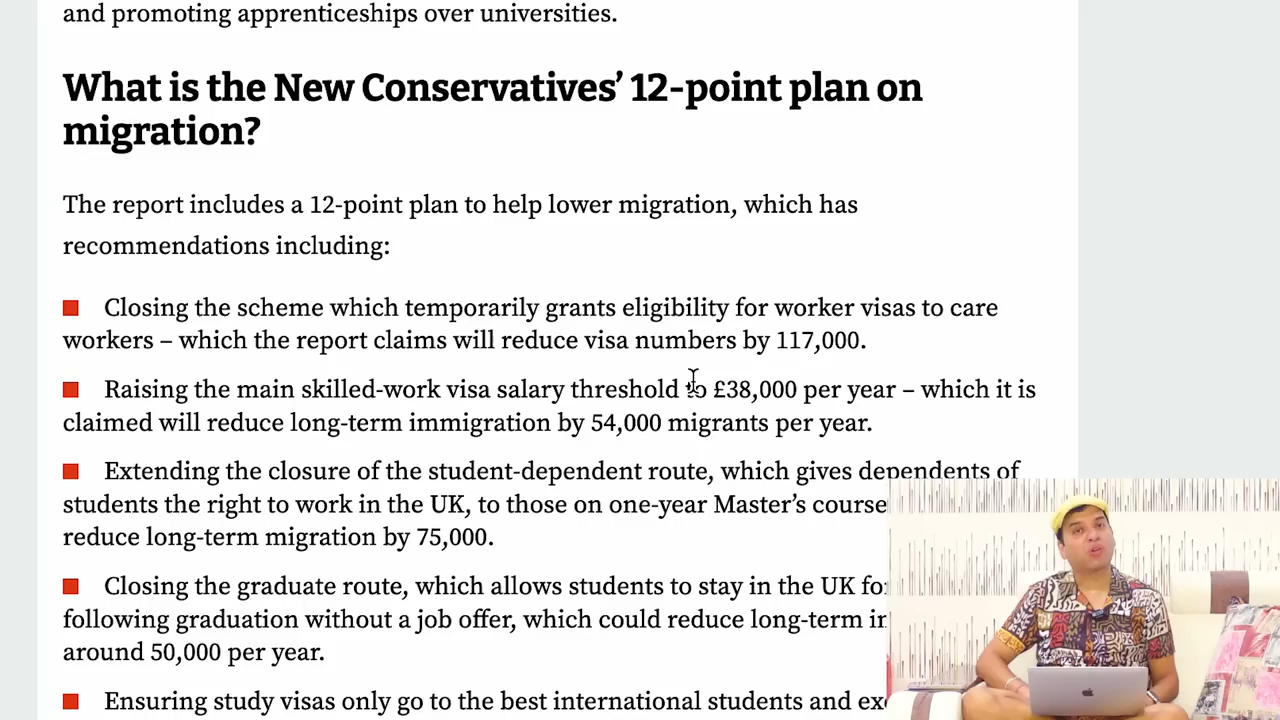 and promoting apprenticeships over universities.
What is the New Conservatives’ 12-point plan on
migration?
The report includes a 12-point plan to help lower migration, which has
recommendations including:
Closing the scheme which temporarily grants eligibility for worker visas to care
workers – which the report claims will reduce visa numbers by 117,000.
Raising the main skilled-work visa salary threshold to £38,000 per year – which it is
claimed will reduce long-term immigration by 54,000 migrants per year.
Extending the closure of the student-dependent route, which gives dependents of
students the right to work in the UK, to those on one-year Master’s course
reduce long-term migration by 75,000.
Closing the graduate route, which allows students to stay in the UK for
following graduation without a job offer, which could reduce long-term
around 50,000 per year.
Ensuring study visas only go to the best international students and